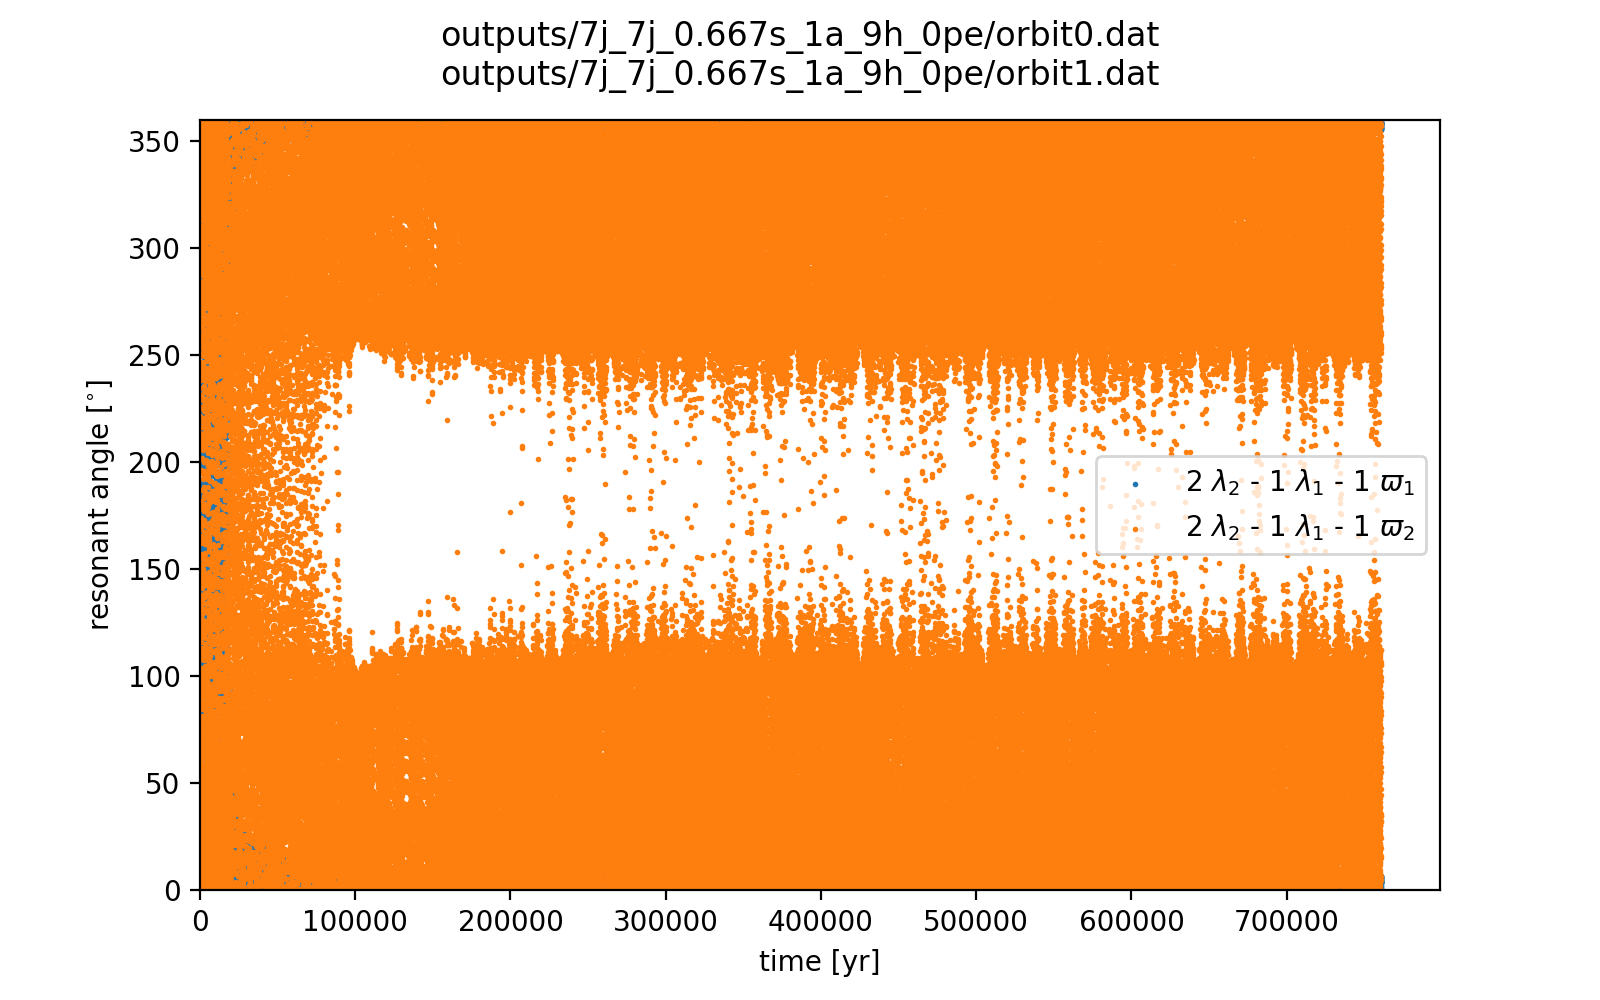 outputs/7j_7j_0.667s_1a_9h_0pe/orbit0.dat
outputs/7j_7j_0.667s_1a_9h_0pe/orbit1.dat
350
300
250
200
150
100
50
0
resonant angle [°]
2 λ₂ - 1 λ₁ - 1 ϖ₁
2 λ₂ - 1 λ₁ - 1 ϖ₂
0 100000 200000 300000 400000 500000 600000 700000
time [yr]